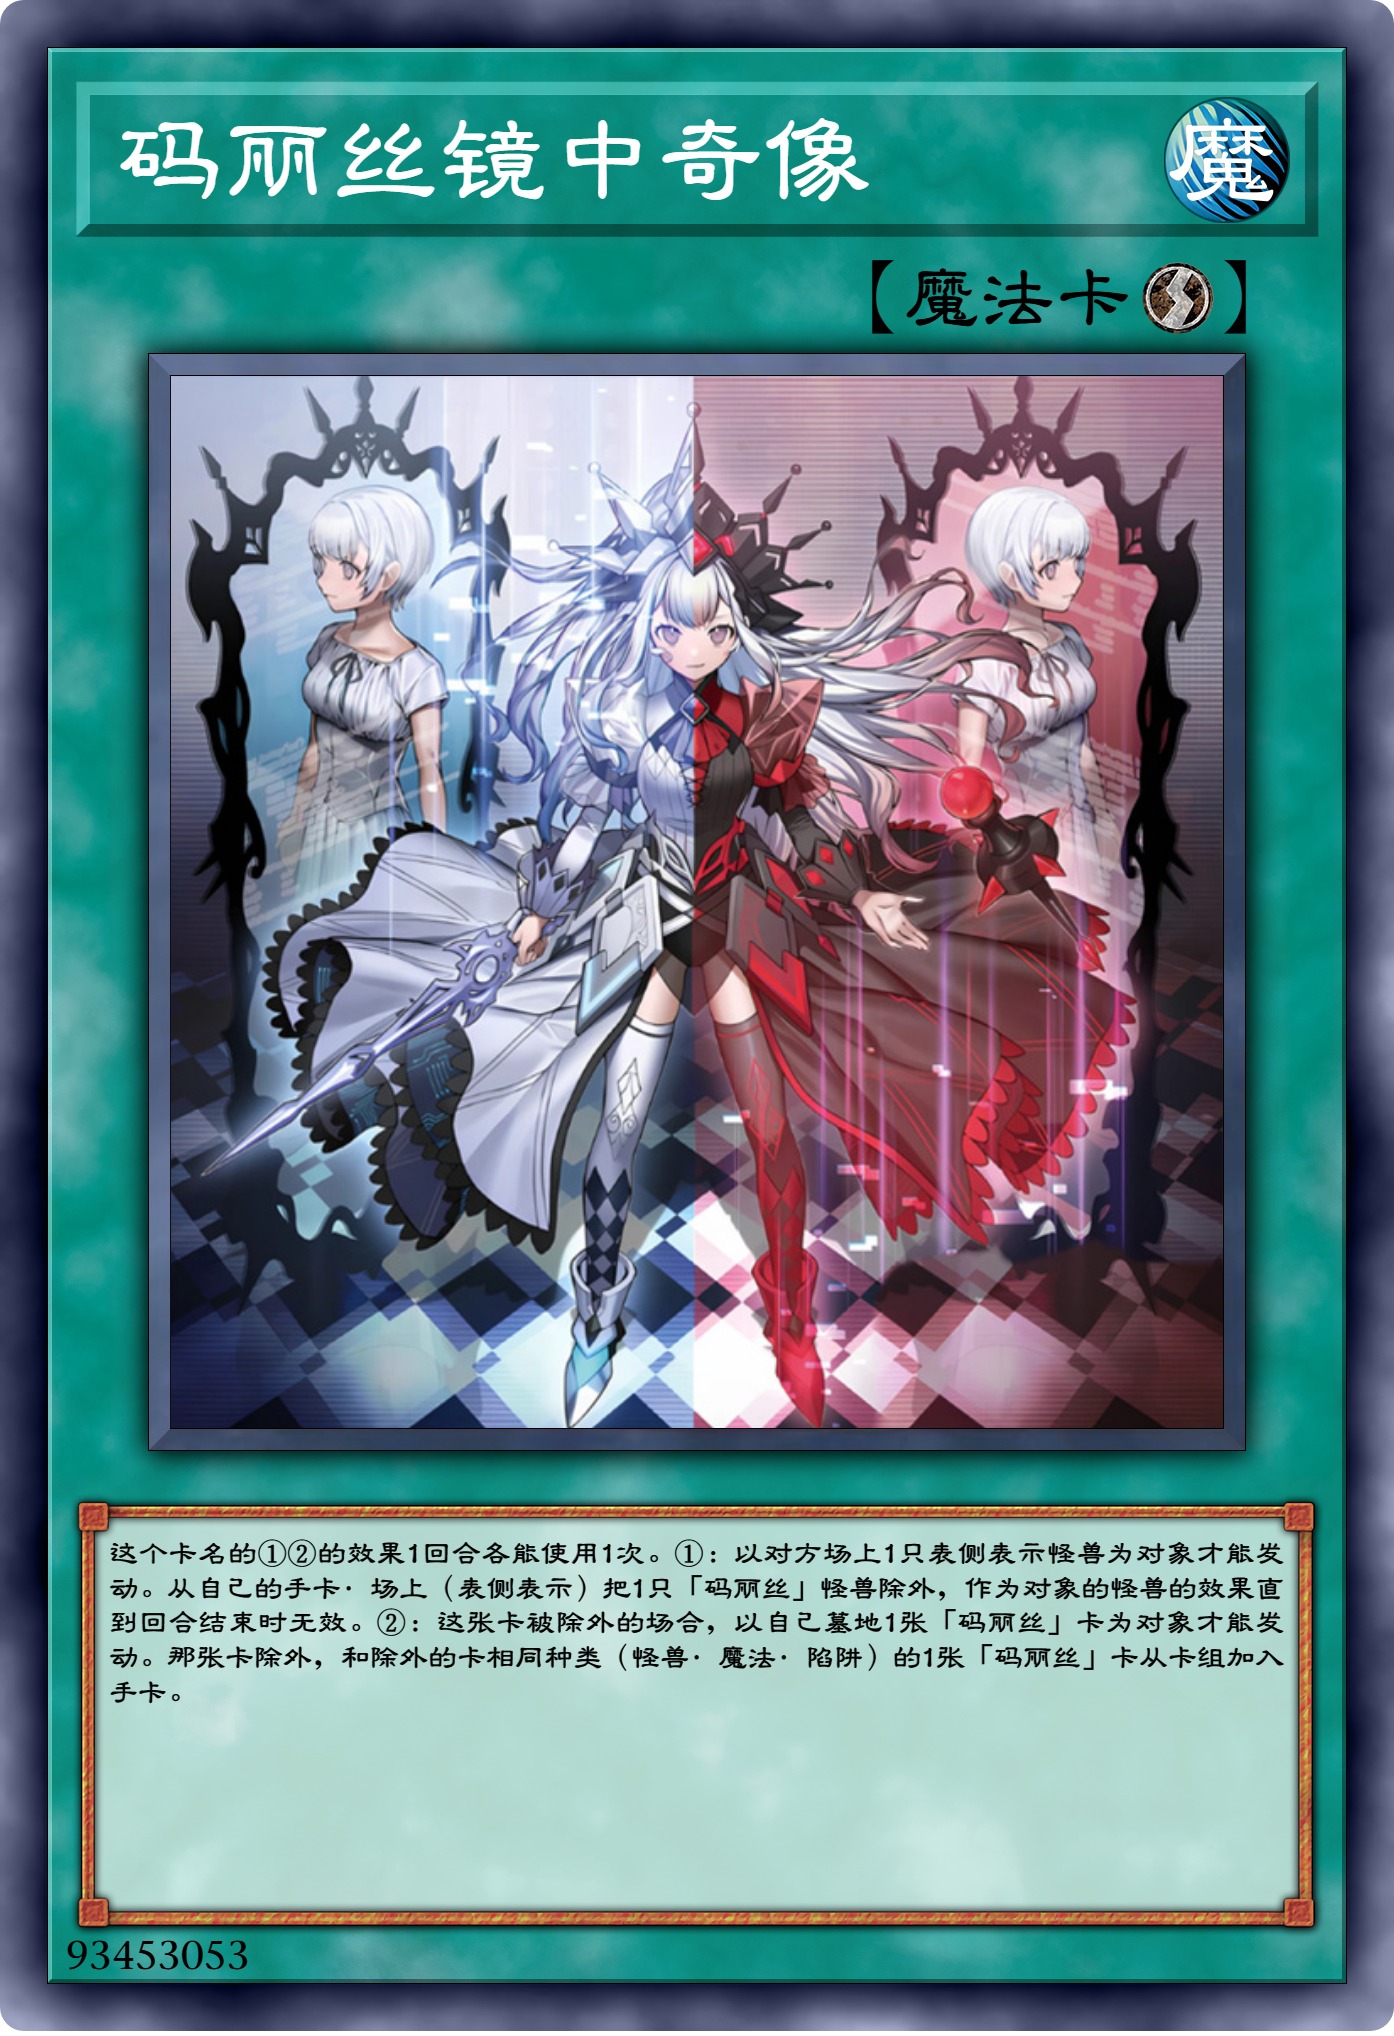 码丽丝镜中奇像
魔
【魔法卡】
这个卡名的①②的效果1回合各能使用1次。①：以对方场上1只表侧表示怪兽为对象才能发
动。从自己的手卡·场上（表侧表示）把1只「码丽丝」怪兽除外，作为对象的怪兽的效果直
到回合结束时无效。②：这张卡被除外的场合，以自己墓地1张「码丽丝」卡为对象才能发
动。那张卡除外，和除外的卡相同种类（怪兽·魔法·陷阱）的1张「码丽丝」卡从卡组加入
手卡。
93453053